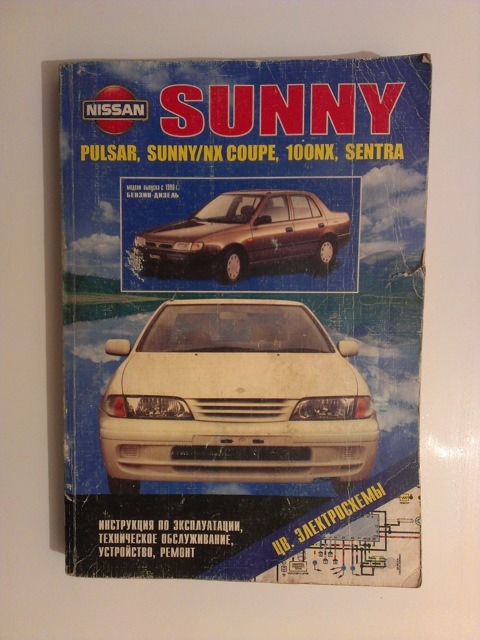 NISSAN
SUNNY
PULSAR, SUNNY/NX COUPE, 100NX, SENTRA
модели выпуска с 1990 г.
БЕНЗИН-ДИЗЕЛЬ
ИНСТРУКЦИЯ ПО ЭКСПЛУАТАЦИИ,
ТЕХНИЧЕСКОЕ ОБСЛУЖИВАНИЕ,
УСТРОЙСТВО, РЕМОНТ
ЦВ. ЭЛЕКТРОСХЕМЫ